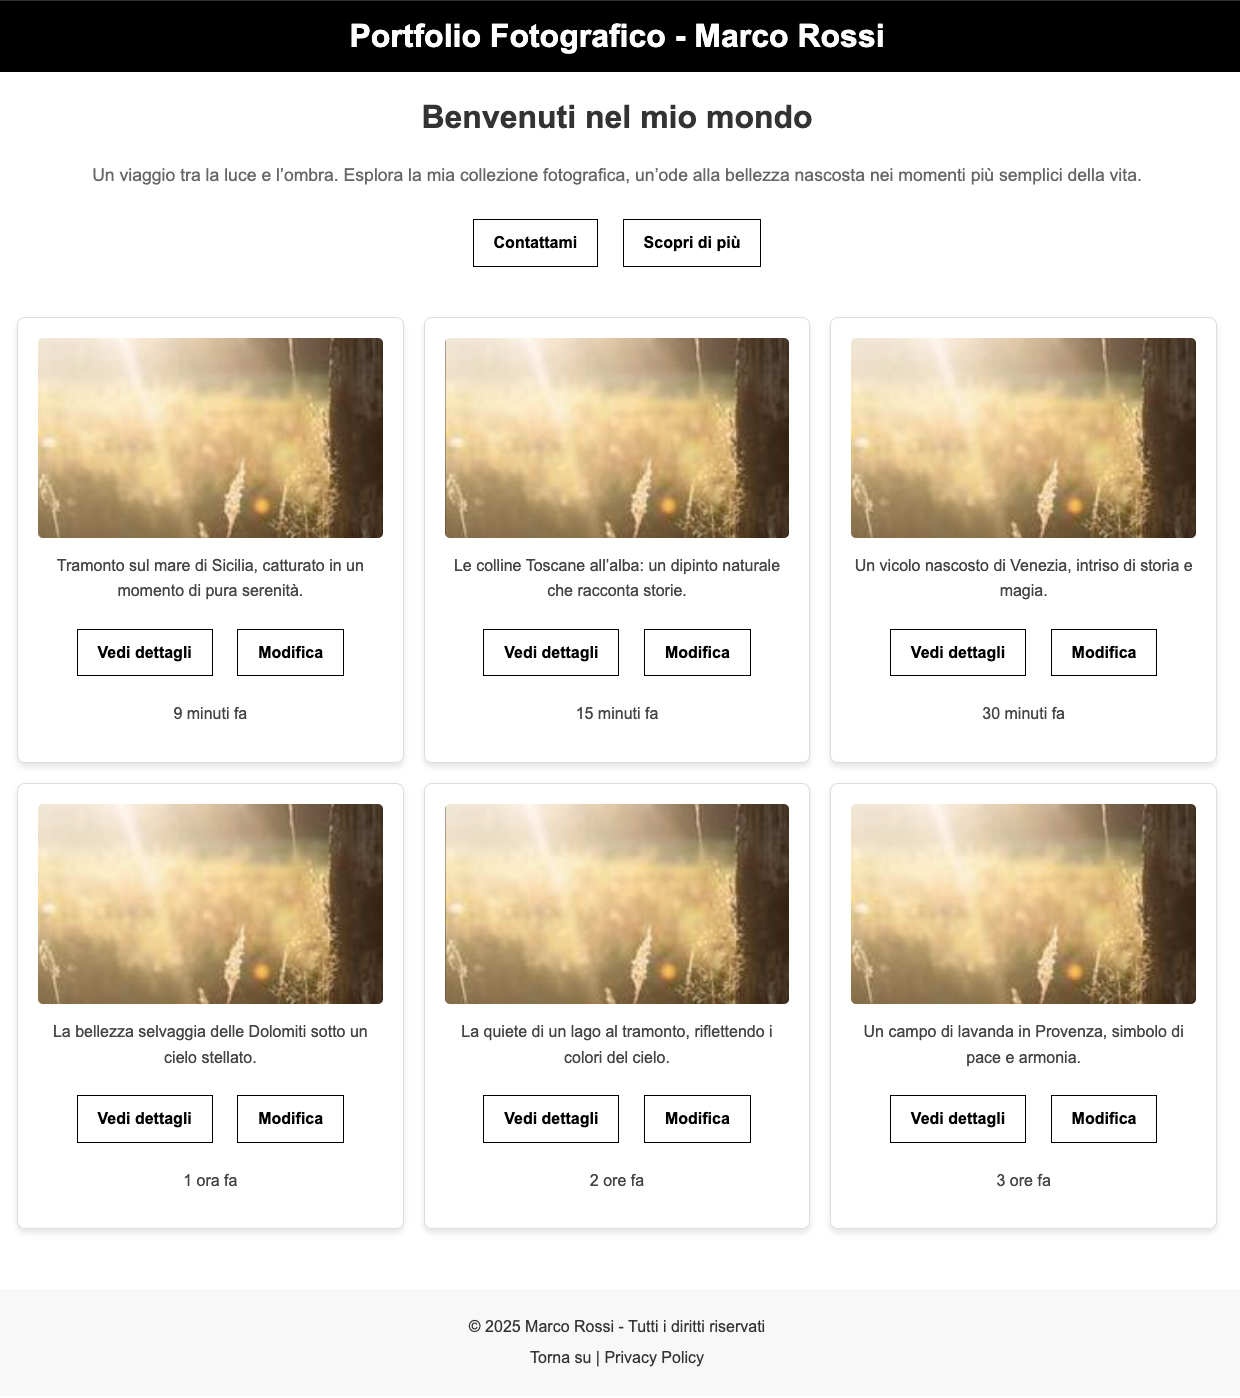 Portfolio Fotografico - Marco Rossi
Benvenuti nel mio mondo
Un viaggio tra la luce e l’ombra. Esplora la mia collezione fotografica, un’ode alla bellezza nascosta nei momenti più semplici della vita.
Contattami
Scopri di più
Tramonto sul mare di Sicilia, catturato in un
momento di pura serenità.
Vedi dettagli
Modifica
9 minuti fa
Le colline Toscane all’alba: un dipinto naturale
che racconta storie.
Vedi dettagli
Modifica
15 minuti fa
Un vicolo nascosto di Venezia, intriso di storia e
magia.
Vedi dettagli
Modifica
30 minuti fa
La bellezza selvaggia delle Dolomiti sotto un
cielo stellato.
Vedi dettagli
Modifica
1 ora fa
La quiete di un lago al tramonto, riflettendo i
colori del cielo.
Vedi dettagli
Modifica
2 ore fa
Un campo di lavanda in Provenza, simbolo di
pace e armonia.
Vedi dettagli
Modifica
3 ore fa
© 2025 Marco Rossi - Tutti i diritti riservati
Torna su | Privacy Policy